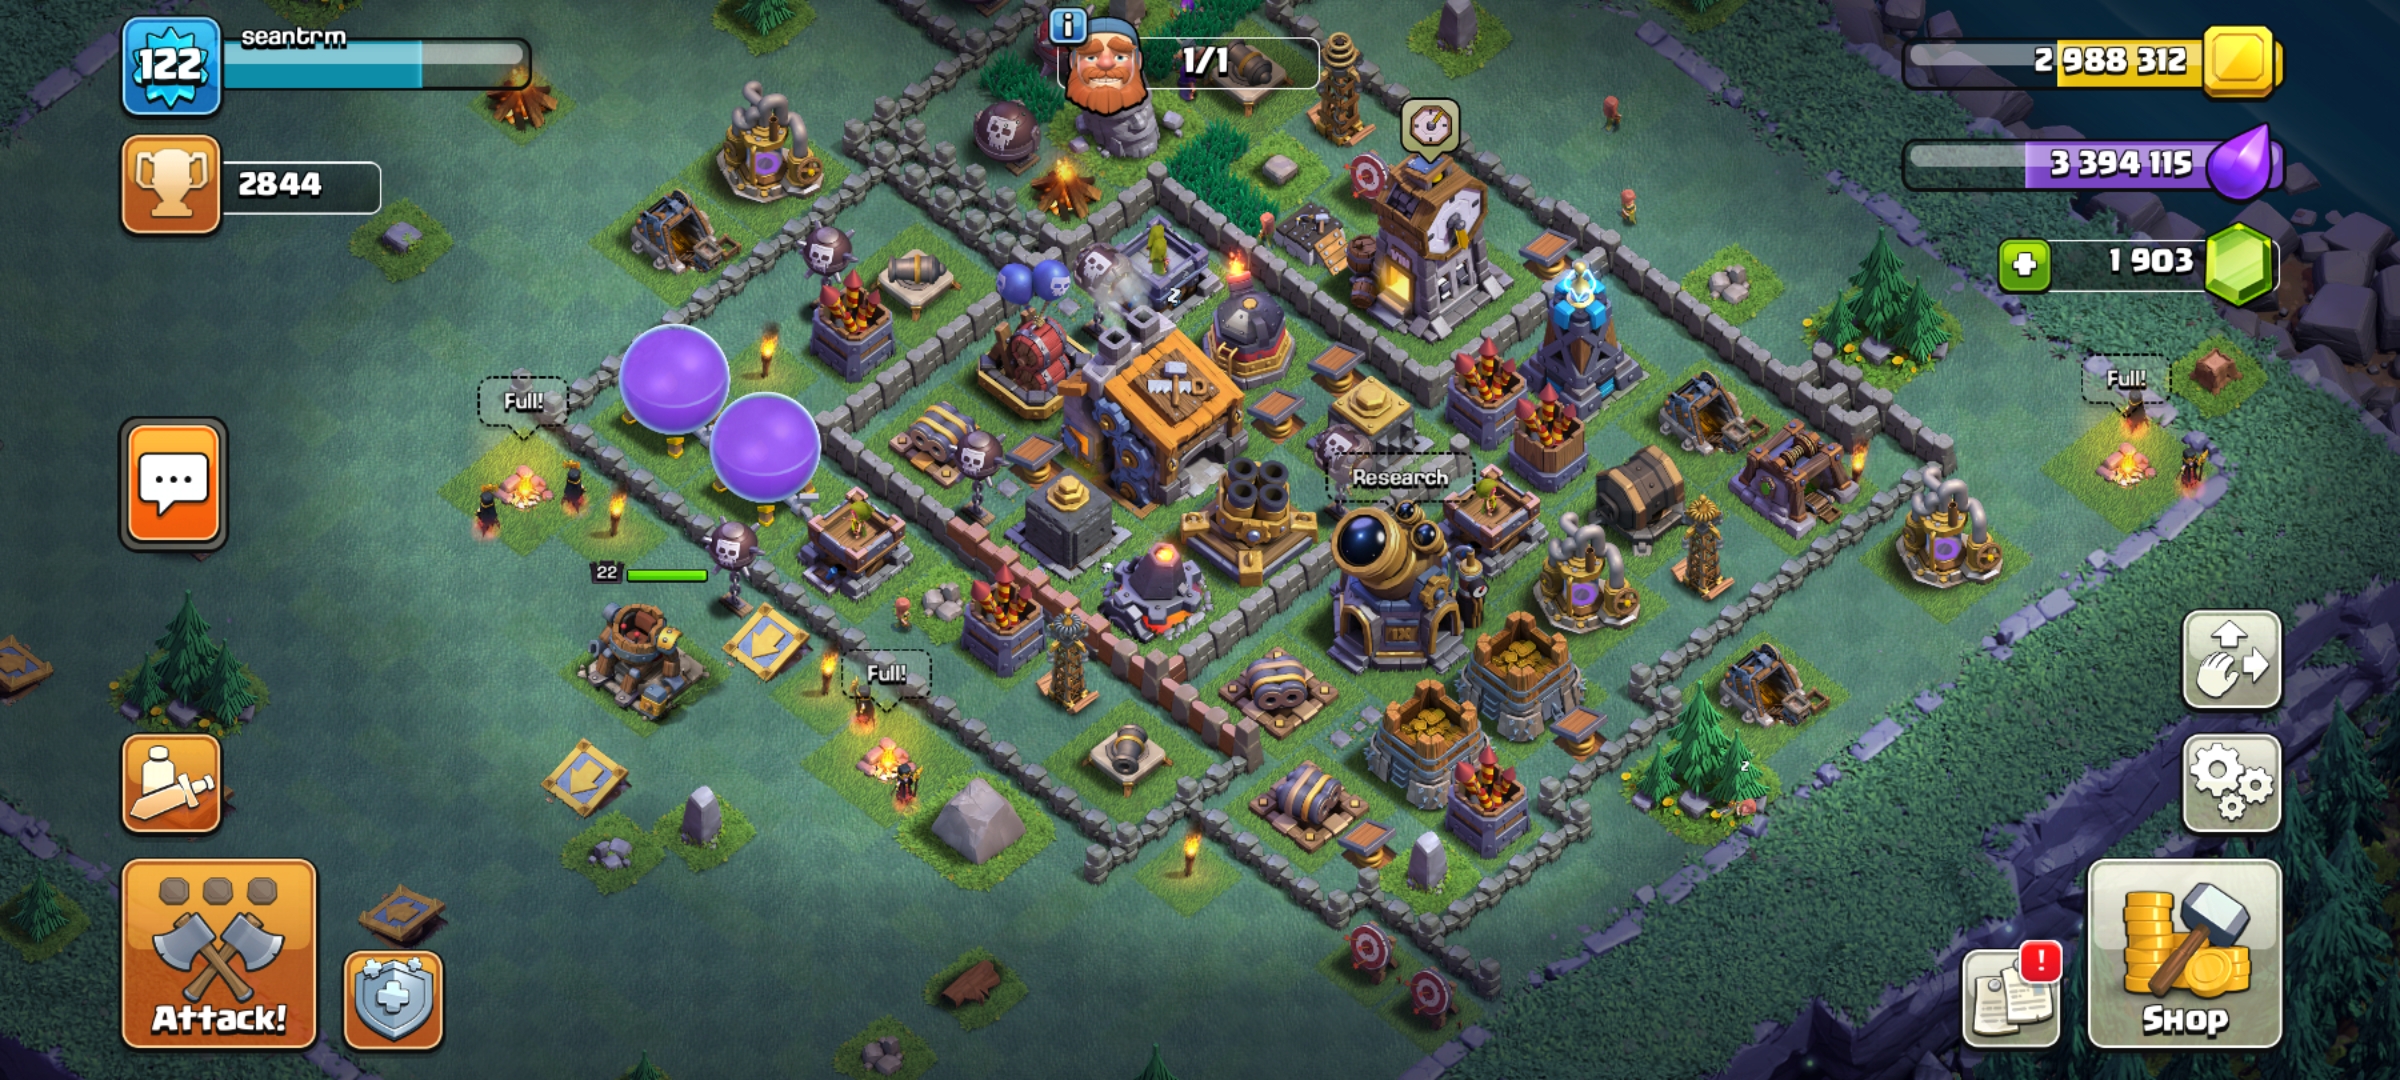 122
seantrm
1/1
2 988 312
2844
3 394 115
1 903
Full!
Full!
Research
22
Full!
Attack!
!
Shop